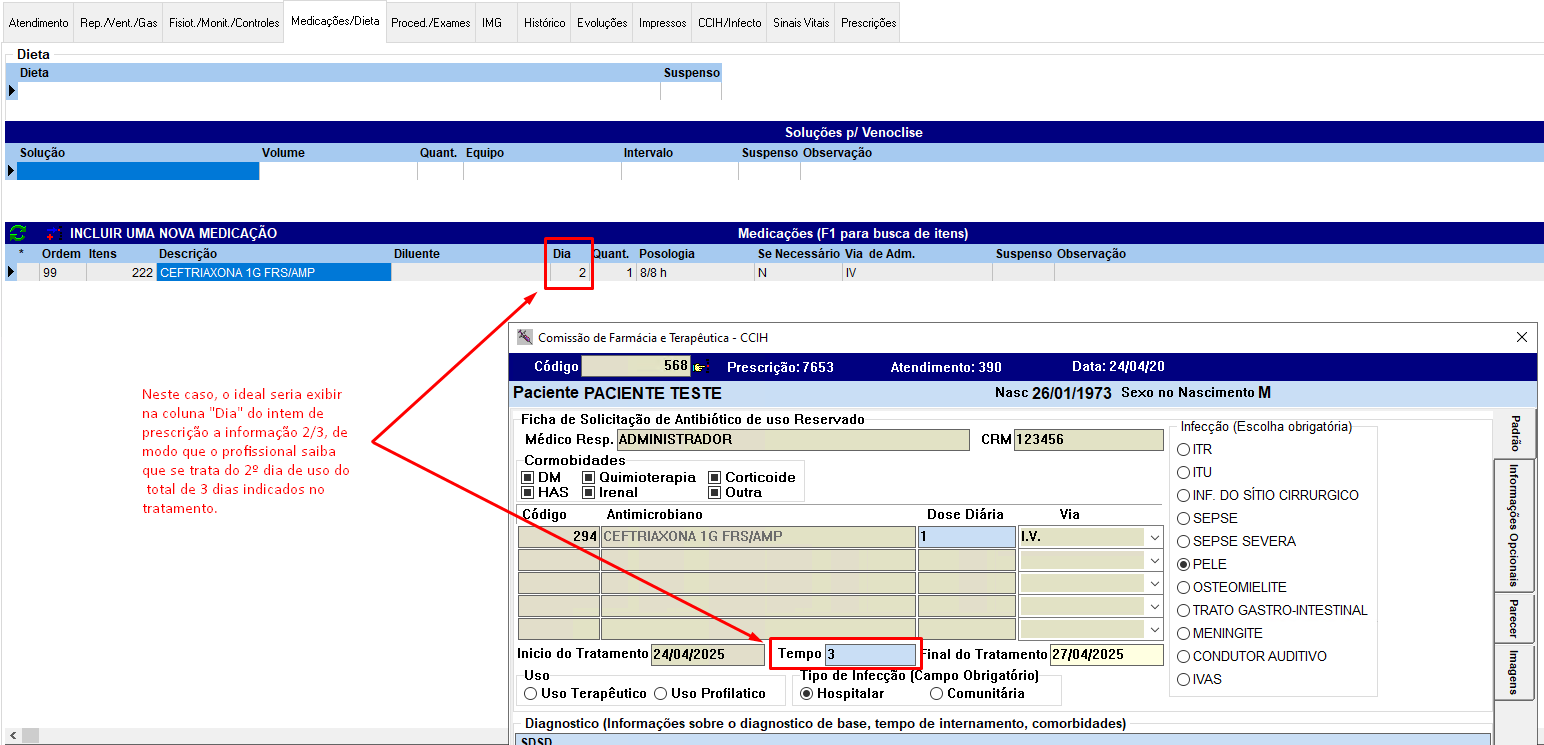 Atendimento Rep./Vent./Gas Fisiot./Monit./Controles Medicações/Dieta Proced./Exames IMG Histórico Evoluções Impressos CCIH/Infecto Sinais Vitais Prescrições
Dieta
Dieta Suspenso
Soluções p/ Venoclise
Solução Volume Quant. Equipo Intervalo Suspenso Observação
INCLUIR UMA NOVA MEDICAÇÃO Medicações (F1 para busca de itens)
* Ordem Itens Descrição Diluente Dia Quant. Posologia Se Necessário Via de Adm. Suspenso Observação
99 222 CEFTRIAXONA 1G FRS/AMP 2 1 8/8 h N IV
Neste caso, o ideal seria exibir
na coluna "Dia" do intem de
prescrição a informação 2/3, de
modo que o profissional saiba
que se trata do 2º dia de uso do
total de 3 dias indicados no
tratamento.
Comissão de Farmácia e Terapêutica - CCIH
Código 568 Prescrição: 7653 Atendimento: 390 Data: 24/04/20
Paciente PACIENTE TESTE Nasc 26/01/1973 Sexo no Nascimento M
Ficha de Solicitação de Antibiótico de uso Reservado
Médico Resp. ADMINISTRADOR CRM 123456
Cormobidades
DM Quimioterapia Corticoide
HAS Irenal Outra
Código Antimicrobiano Dose Diária Via
294 CEFTRIAXONA 1G FRS/AMP 1 I.V.
Inicio do Tratamento 24/04/2025 Tempo 3 Final do Tratamento 27/04/2025
Uso
Uso Terapêutico Uso Profilatico
Tipo de Infecção (Campo Obrigatório)
Hospitalar Comunitária
Infecção (Escolha obrigatória)
ITR
ITU
INF. DO SÍTIO CIRRURGICO
SEPSE
SEPSE SEVERA
PELE
OSTEOMIELITE
TRATO GASTRO-INTESTINAL
MENINGITE
CONDUTOR AUDITIVO
IVAS
Padrão
Informações Opcionais
Parecer
Imagens
Diagnostico (Informações sobre o diagnostico de base, tempo de internamento, comorbidades)
SDSD